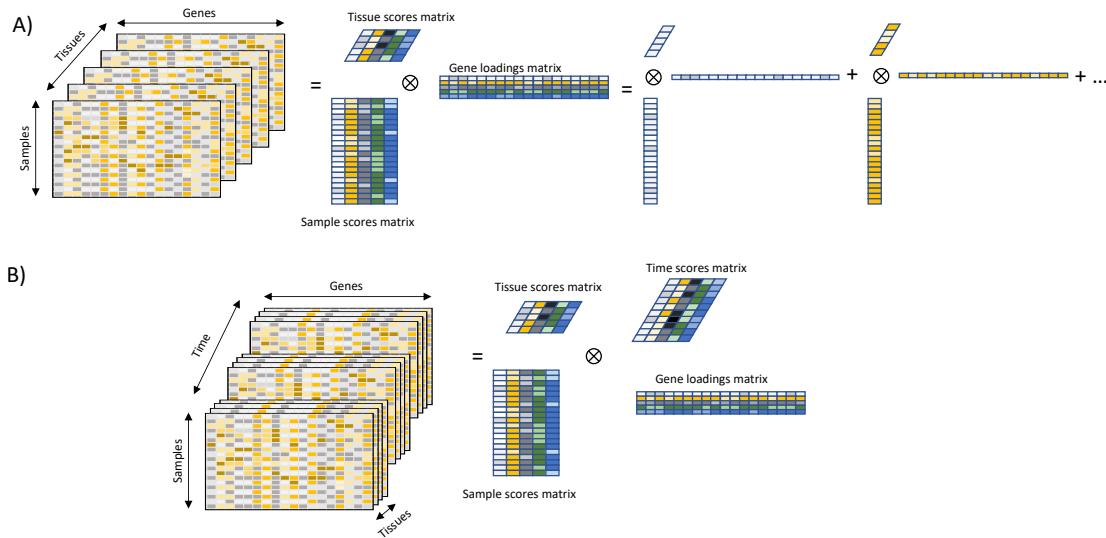 A)
Genes
Tissues
Samples
=
Tissue scores matrix
⊗
Gene loadings matrix
Sample scores matrix
=
⊗
+
⊗
+ ...
B)
Genes
Time
Samples
Tissues
=
Tissue scores matrix
⊗
Time scores matrix
Gene loadings matrix
Sample scores matrix